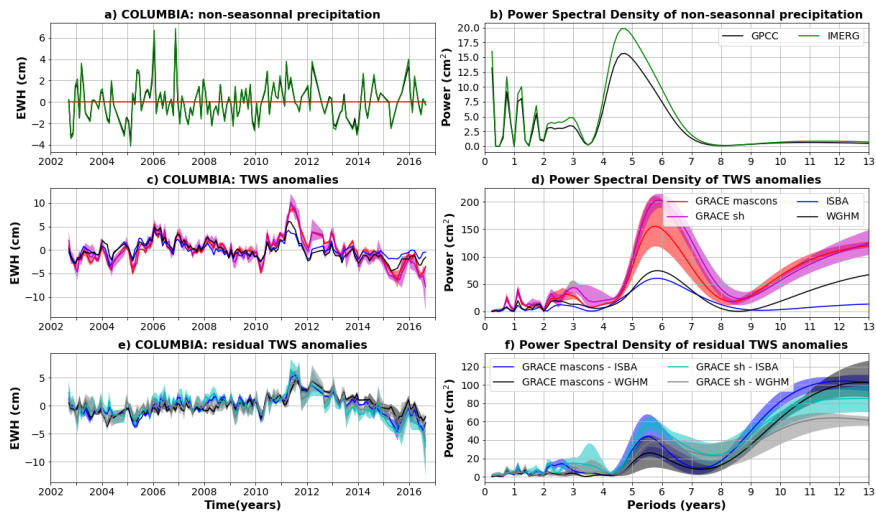 a) COLUMBIA: non-seasonnal precipitation
EWH (cm)
6
4
2
0
−2
−4
2002 2004 2006 2008 2010 2012 2014 2016
b) Power Spectral Density of non-seasonnal precipitation
Power (cm²)
20.0
17.5
15.0
12.5
10.0
7.5
5.0
2.5
0.0
GPCC IMERG
0 1 2 3 4 5 6 7 8 9 10 11 12 13
c) COLUMBIA: TWS anomalies
EWH (cm)
10
5
0
−5
−10
2002 2004 2006 2008 2010 2012 2014 2016
d) Power Spectral Density of TWS anomalies
Power (cm²)
200
150
100
50
0
GRACE mascons ISBA
GRACE sh WGHM
0 1 2 3 4 5 6 7 8 9 10 11 12 13
e) COLUMBIA: residual TWS anomalies
EWH (cm)
5
0
−5
−10
2002 2004 2006 2008 2010 2012 2014 2016
Time(years)
f) Power Spectral Density of residual TWS anomalies
Power (cm²)
120
100
80
60
40
20
0
GRACE mascons - ISBA GRACE sh - ISBA
GRACE mascons - WGHM GRACE sh - WGHM
0 1 2 3 4 5 6 7 8 9 10 11 12 13
Periods (years)